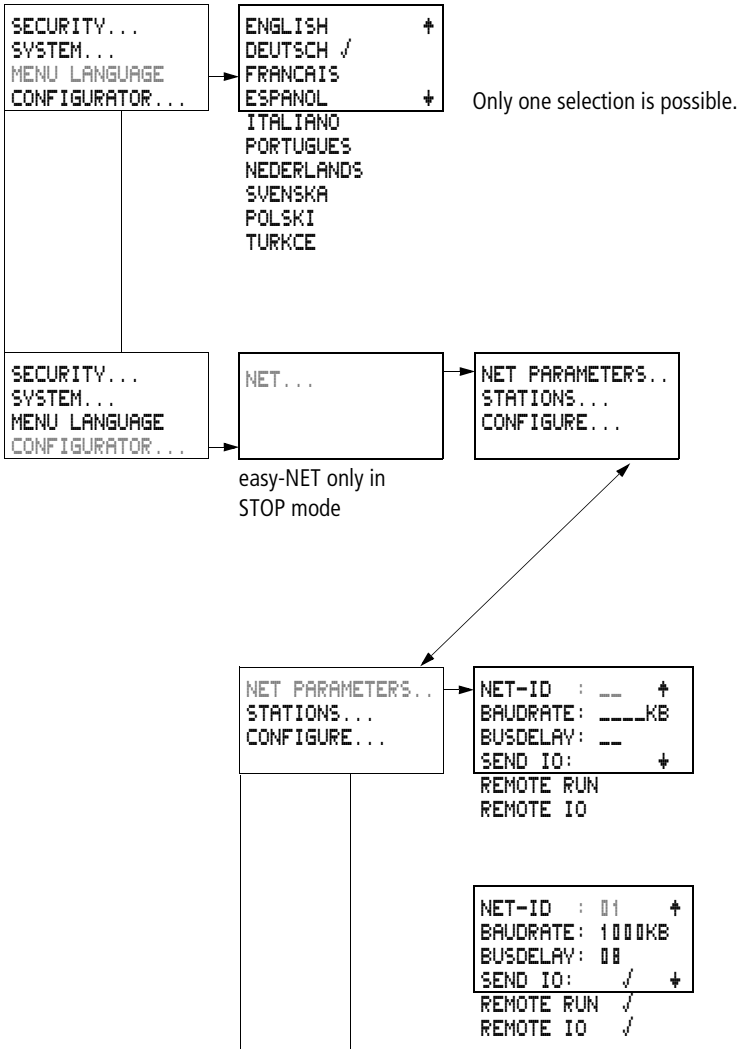 SECURITY...
SYSTEM...
MENU LANGUAGE
CONFIGURATOR...
ENGLISH
DEUTSCH √
FRANCAIS
ESPANOL
ITALIANO
PORTUGUES
NEDERLANDS
SVENSKA
POLSKI
TURKCE
Only one selection is possible.
SECURITY...
SYSTEM...
MENU LANGUAGE
CONFIGURATOR...
NET...
easy-NET only in
STOP mode
NET PARAMETERS..
STATIONS...
CONFIGURE...
NET PARAMETERS..
STATIONS...
CONFIGURE...
NET-ID : __
BAUDRATE: ____KB
BUSDELAY: __
SEND IO:
REMOTE RUN
REMOTE IO
NET-ID : 01
BAUDRATE: 1000KB
BUSDELAY: 08
SEND IO: √
REMOTE RUN √
REMOTE IO √